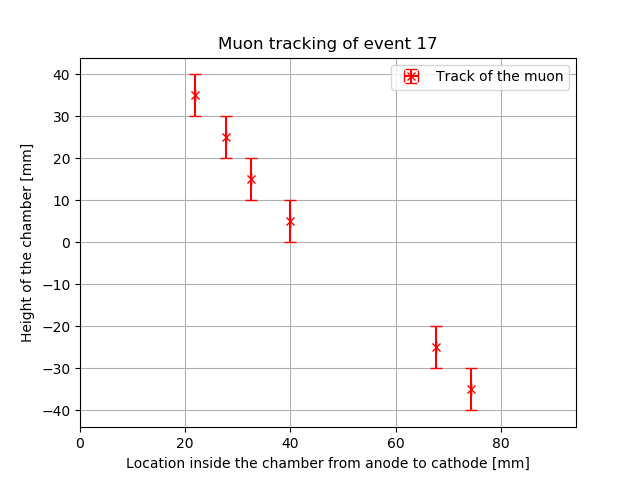 Muon tracking of event 17
Track of the muon
Height of the chamber [mm]
40
30
20
10
0
−10
−20
−30
−40
0 20 40 60 80
Location inside the chamber from anode to cathode [mm]